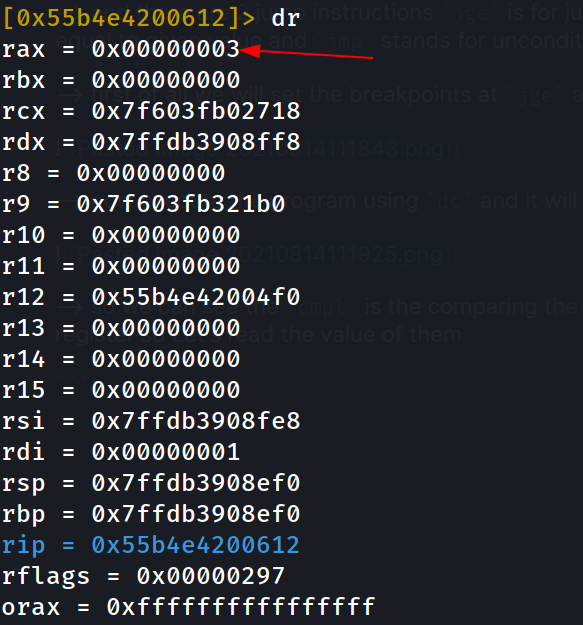 [0x55b4e4200612]> dr
rax = 0x00000003
rbx = 0x00000000
rcx = 0x7f603fb02718
rdx = 0x7ffdb3908ff8
r8 = 0x00000000
r9 = 0x7f603fb321b0
r10 = 0x00000000
r11 = 0x00000000
r12 = 0x55b4e42004f0
r13 = 0x00000000
r14 = 0x00000000
r15 = 0x00000000
rsi = 0x7ffdb3908fe8
rdi = 0x00000001
rsp = 0x7ffdb3908ef0
rbp = 0x7ffdb3908ef0
rip = 0x55b4e4200612
rflags = 0x00000297
orax = 0xffffffffffffffff